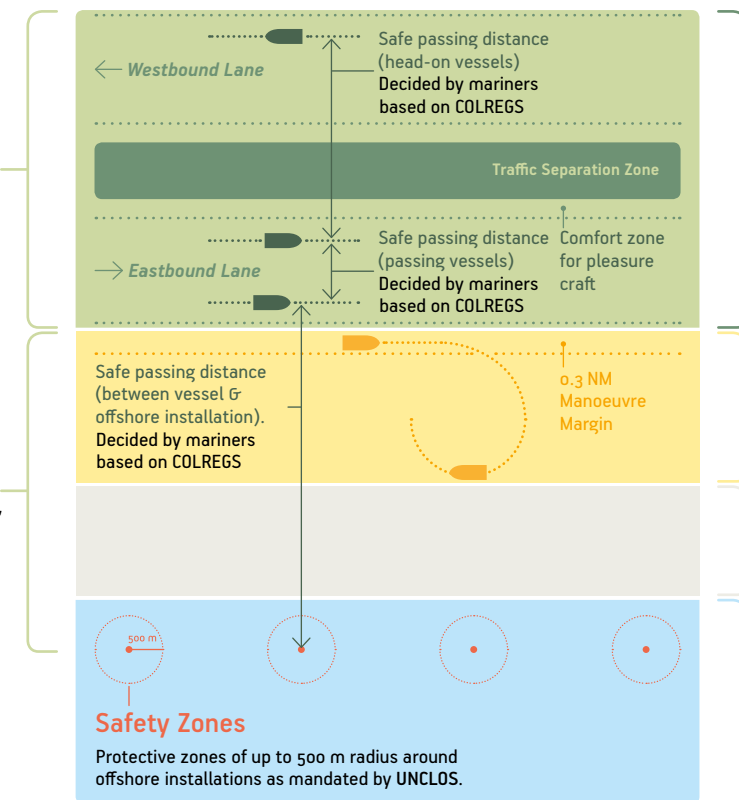 Safe passing distance
(head-on vessels)
Decided by mariners
based on COLREGS
Westbound Lane
Traffic Separation Zone
Safe passing distance
(passing vessels)
Decided by mariners
based on COLREGS
Comfort zone
for pleasure
craft
Eastbound Lane
Safe passing distance
(between vessel &
offshore installation).
Decided by mariners
based on COLREGS
0.3 NM
Manoeuvre
Margin
500 m
Safety Zones
Protective zones of up to 500 m radius around
offshore installations as mandated by UNCLOS.